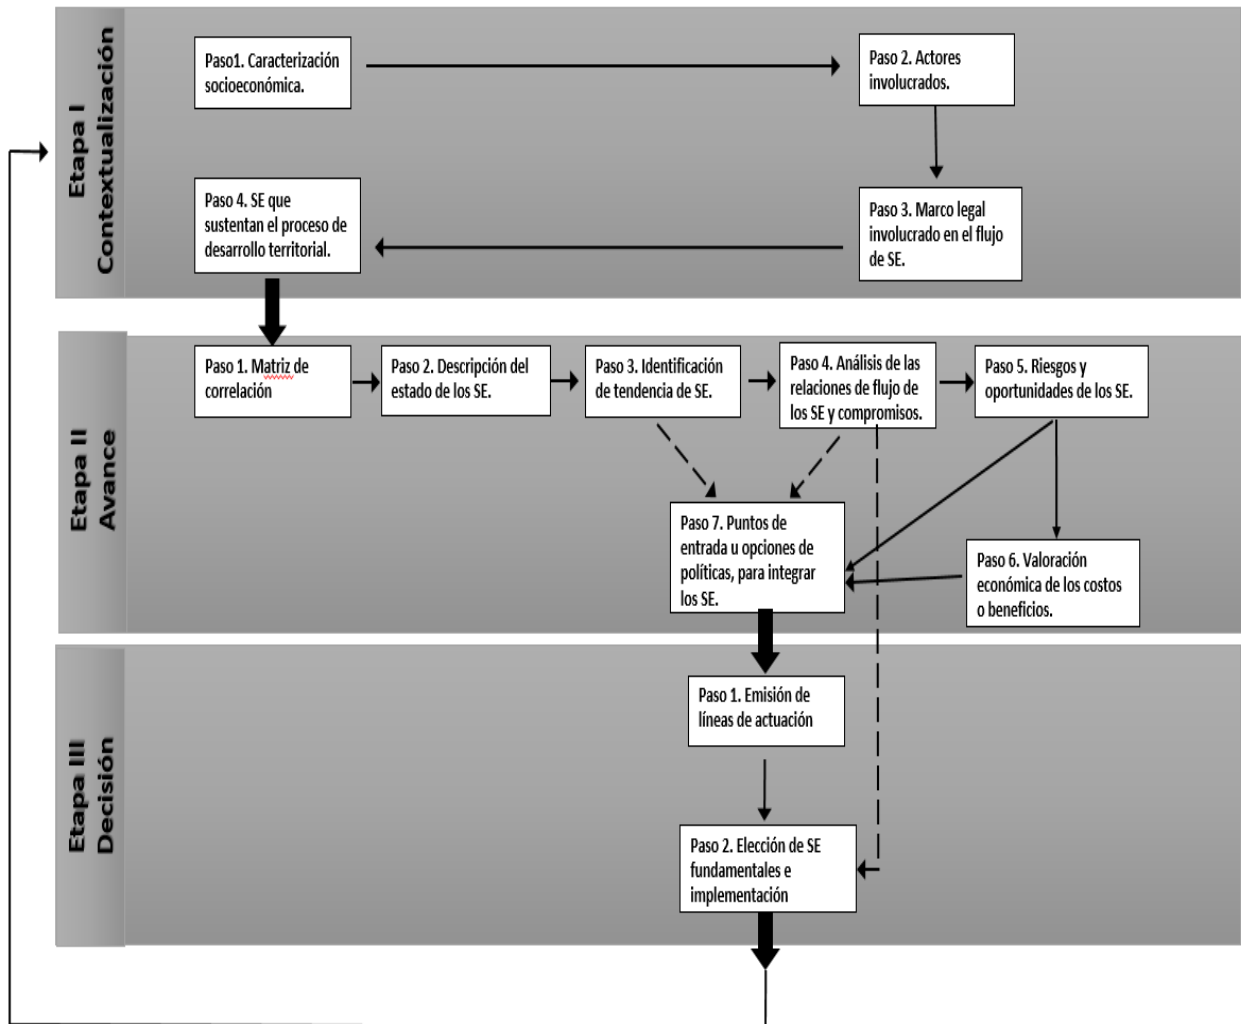 Etapa I
Contextualización
Paso1. Caracterización
socioeconómica.
Paso 2. Actores
involucrados.
Paso 3. Marco legal
involucrado en el flujo
de SE.
Paso 4. SE que
sustentan el proceso de
desarrollo territorial.
Etapa II
Avance
Paso 1. Matriz de
correlación
Paso 2. Descripción del
estado de los SE.
Paso 3. Identificación
de tendencia de SE.
Paso 4. Análisis de las
relaciones de flujo de
los SE y compromisos.
Paso 5. Riesgos y
oportunidades de los SE.
Paso 6. Valoración
económica de los costos
o beneficios.
Paso 7. Puntos de
entrada u opciones de
políticas, para integrar
los SE.
Etapa III
Decisión
Paso 1. Emisión de
líneas de actuación
Paso 2. Elección de SE
fundamentales e
implementación